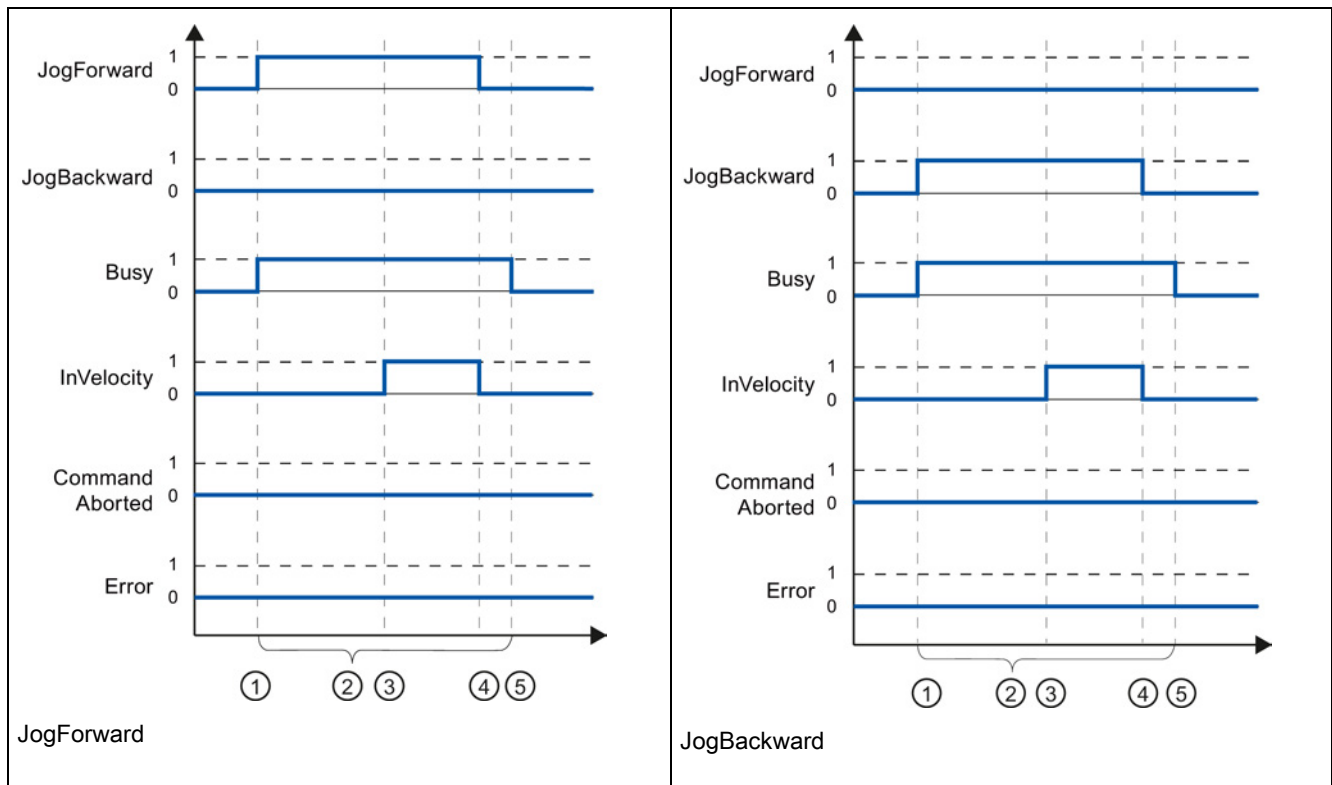 JogForward
1
0
JogBackward
1
0
Busy
1
0
InVelocity
1
0
Command
Aborted
1
0
Error
1
0
① ② ③ ④ ⑤
JogForward
JogForward
1
0
JogBackward
1
0
Busy
1
0
InVelocity
1
0
Command
Aborted
1
0
Error
1
0
① ② ③ ④ ⑤
JogBackward